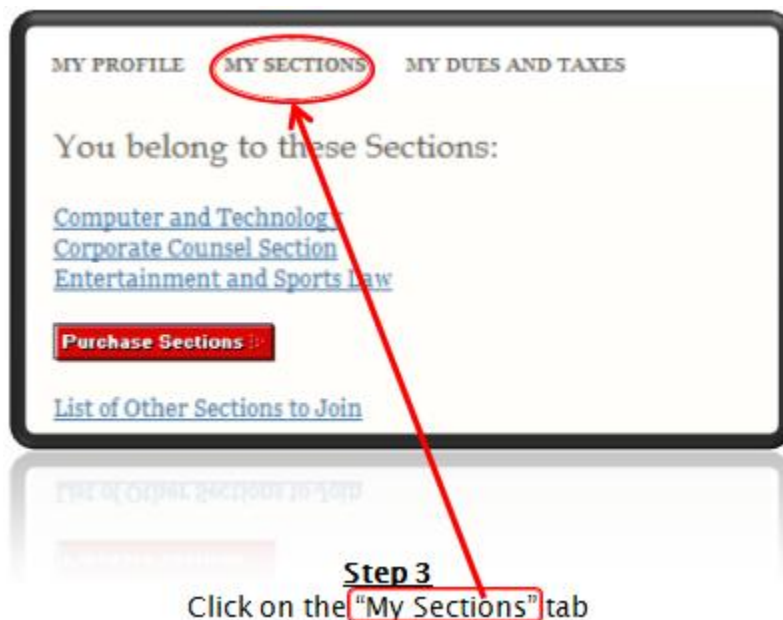 MY PROFILE MY SECTIONS MY DUES AND TAXES
You belong to these Sections:
Computer and Technology
Corporate Counsel Section
Entertainment and Sports Law
Purchase Sections
List of Other Sections to Join
Step 3
Click on the "My Sections" tab